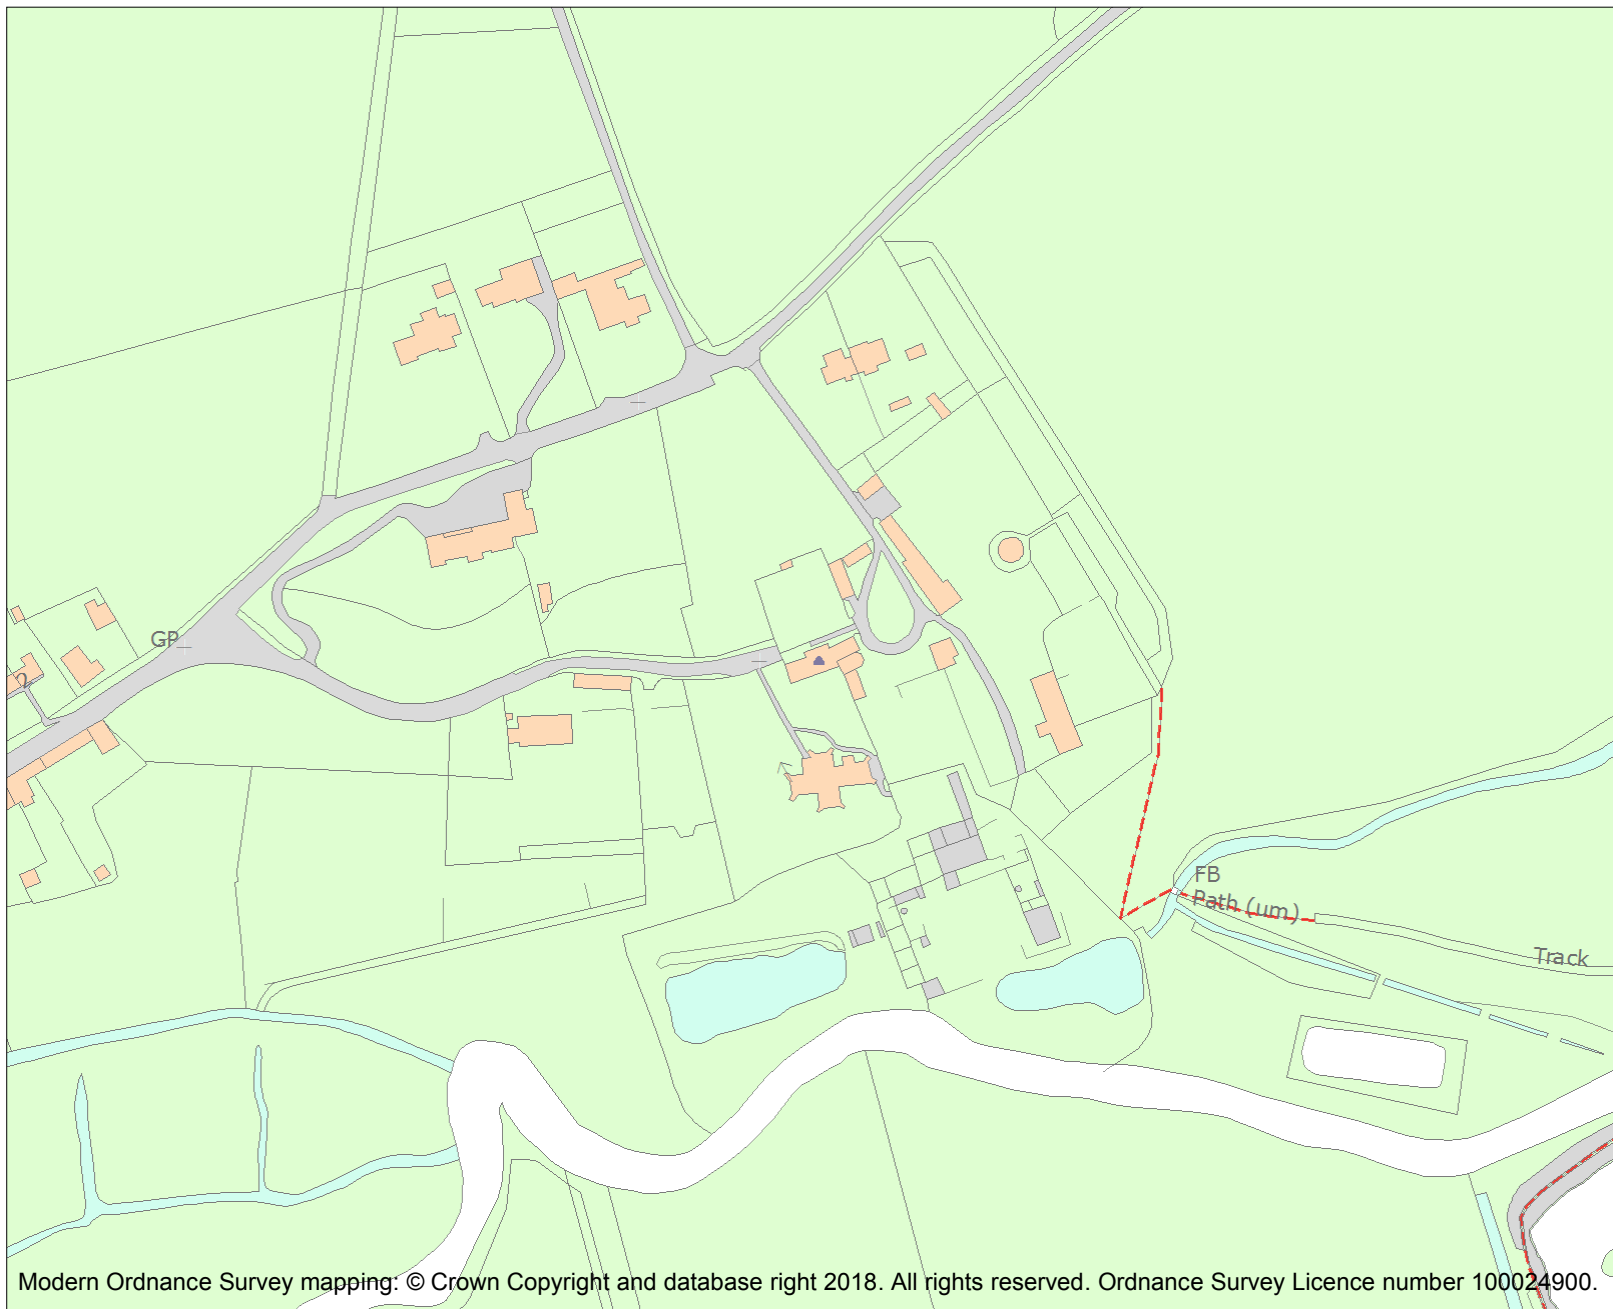 GP
2
FB
Path (um)
Track
Modern Ordnance Survey mapping: © Crown Copyright and database right 2018. All rights reserved. Ordnance Survey Licence number 100024900.